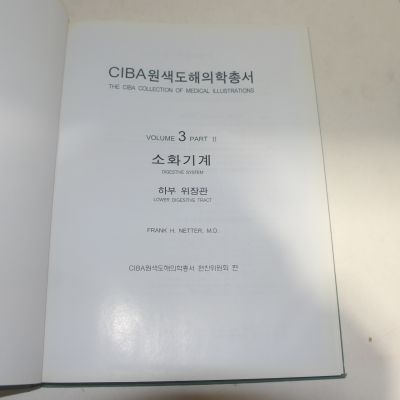 CIBA원색도해의학총서
THE CIBA COLLECTION OF MEDICAL ILLUSTRATIONS
VOLUME 3 PART II
소화기계
DIGESTIVE SYSTEM
하부 위장관
LOWER DIGESTIVE TRACT
FRANK H. NETTER, M.D.
CIBA원색도해의학총서 편찬위원회 편